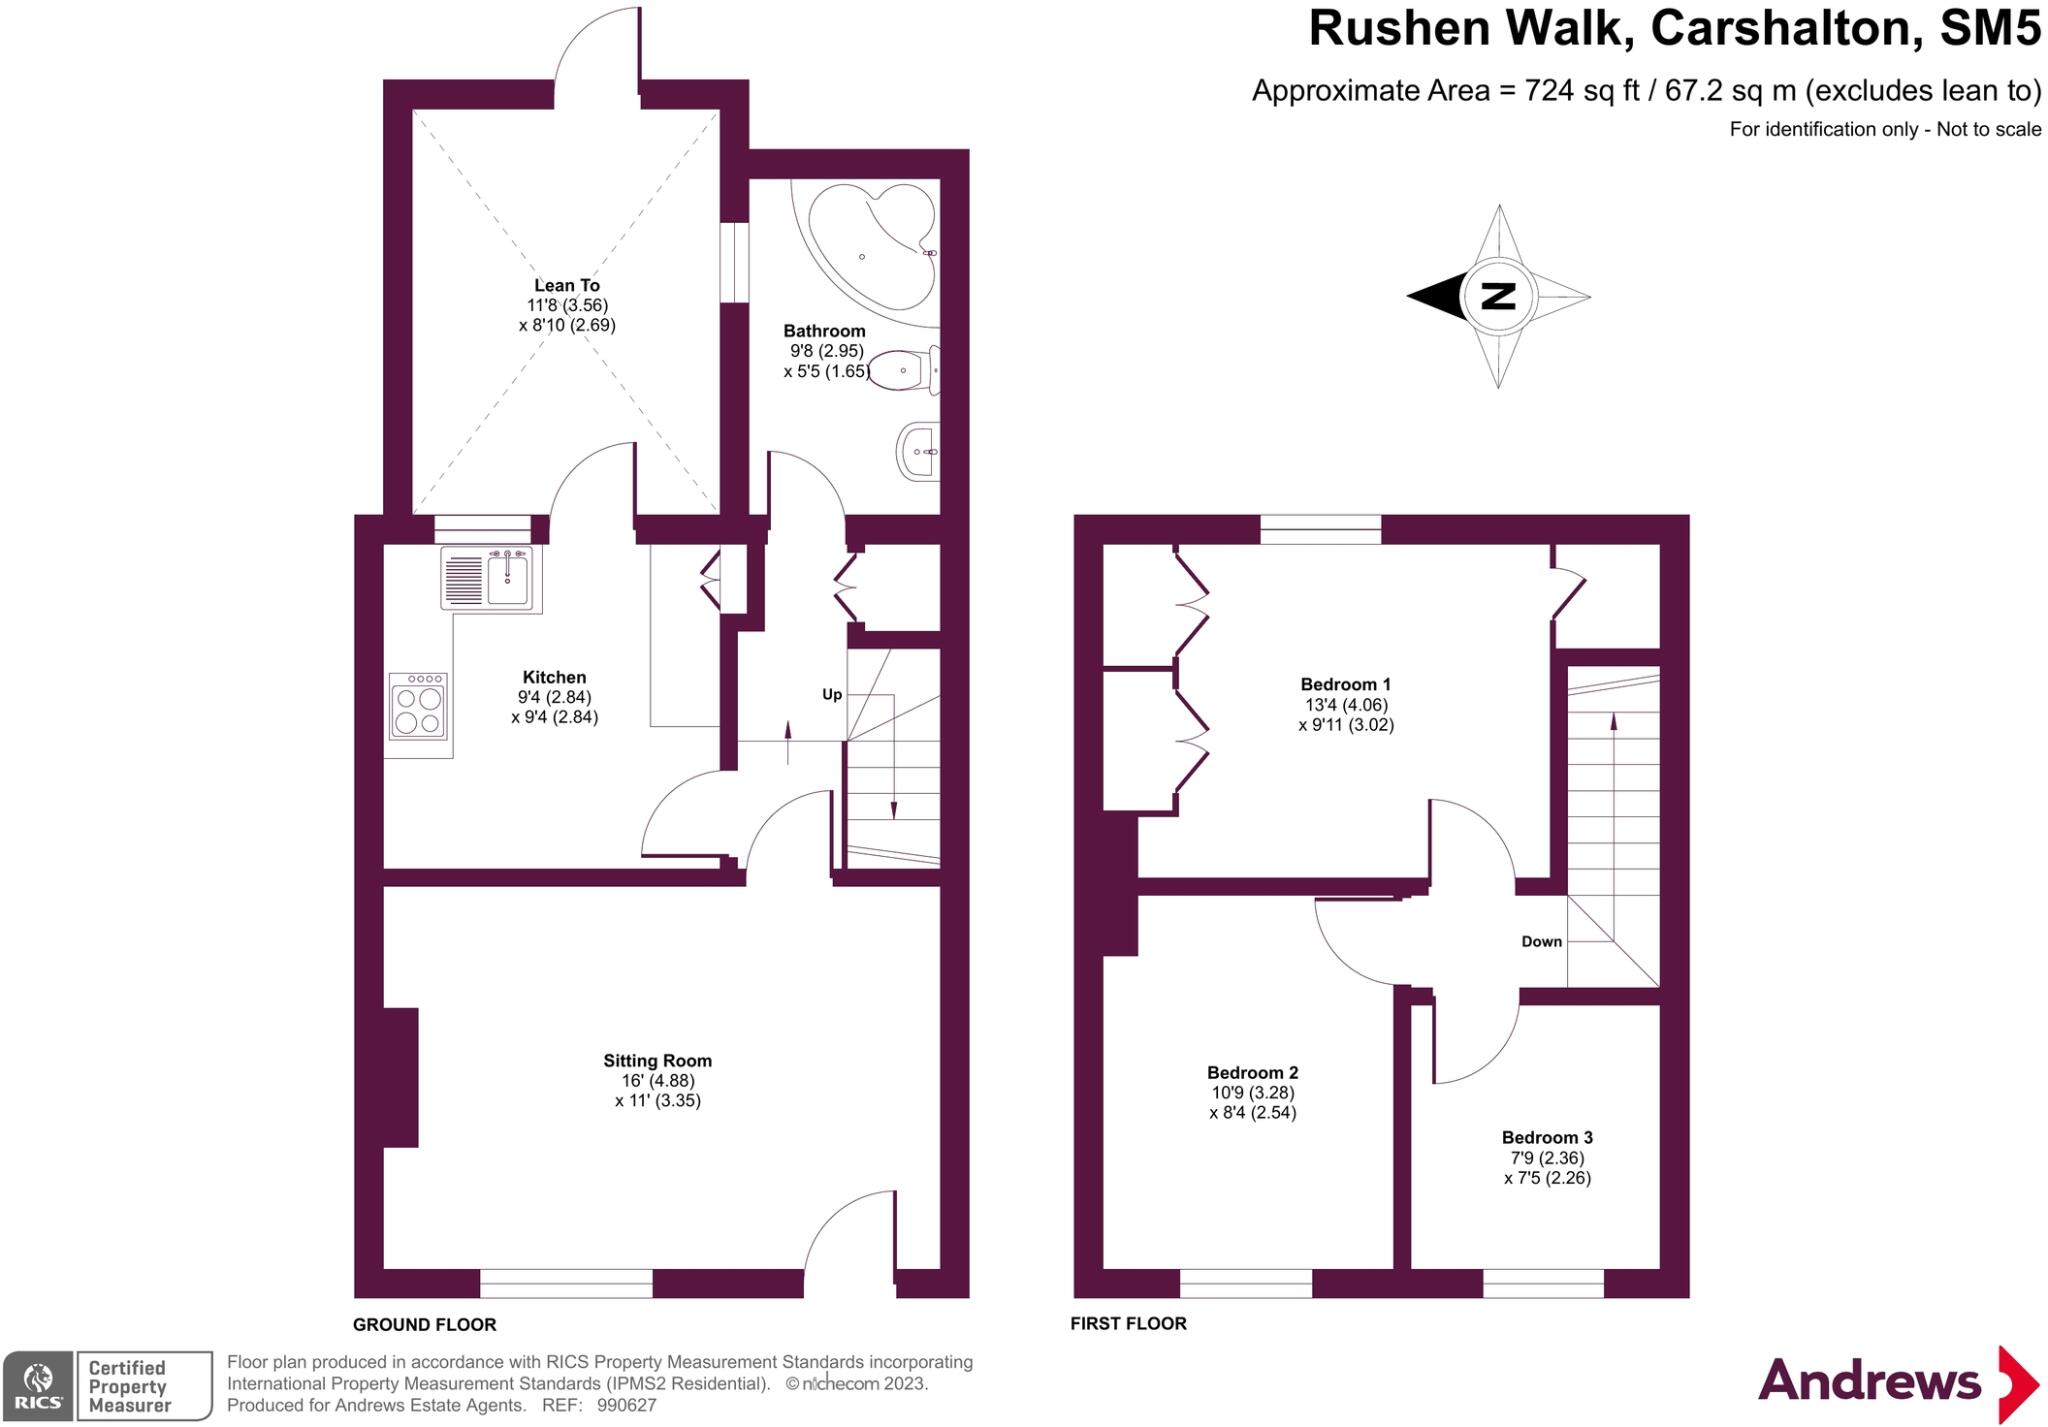 Rushen Walk, Carshalton, SM5
Approximate Area = 724 sq ft / 67.2 sq m (excludes lean to)
For identification only - Not to scale
N
Lean To
11'8 (3.56)
x 8'10 (2.69)
Bathroom
9'8 (2.95)
x 5'5 (1.65)
Kitchen
9'4 (2.84)
x 9'4 (2.84)
Up
Sitting Room
16' (4.88)
x 11' (3.35)
GROUND FLOOR
Bedroom 1
13'4 (4.06)
x 9'11 (3.02)
Down
Bedroom 2
10'9 (3.28)
x 8'4 (2.54)
Bedroom 3
7'9 (2.36)
x 7'5 (2.26)
FIRST FLOOR
RICS
Certified
Property
Measurer
Floor plan produced in accordance with RICS Property Measurement Standards incorporating
International Property Measurement Standards (IPMS2 Residential). © nichecom 2023.
Produced for Andrews Estate Agents. REF: 990627
Andrews